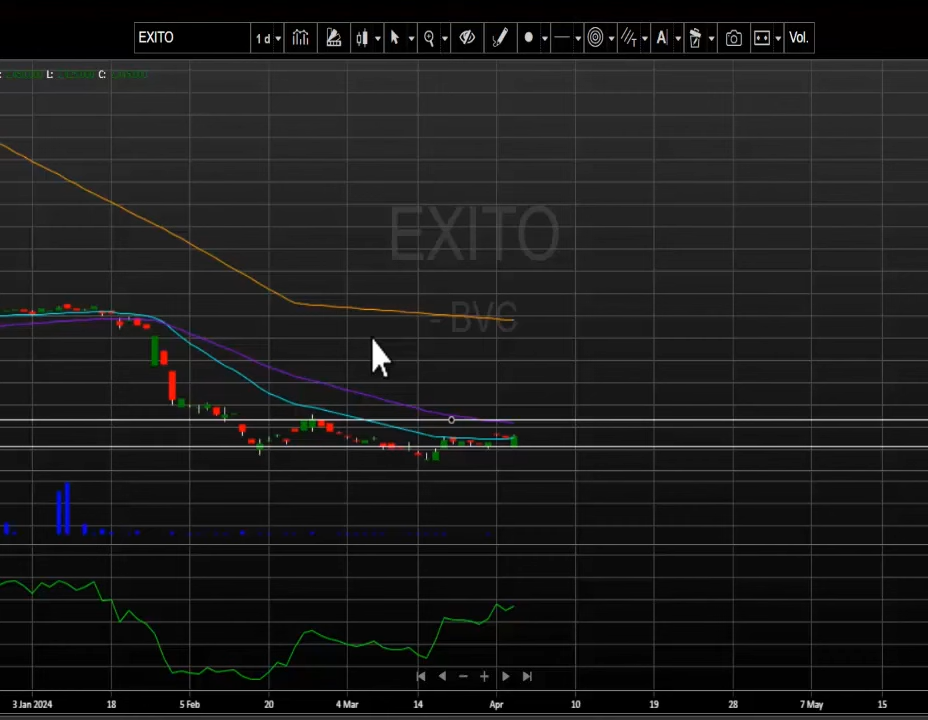 EXITO 1 d A Vol.
L: C:
EXITO
- BVC
3 Jan 2024 18 5 Feb 20 4 Mar 14 Apr 10 19 28 7 May 15